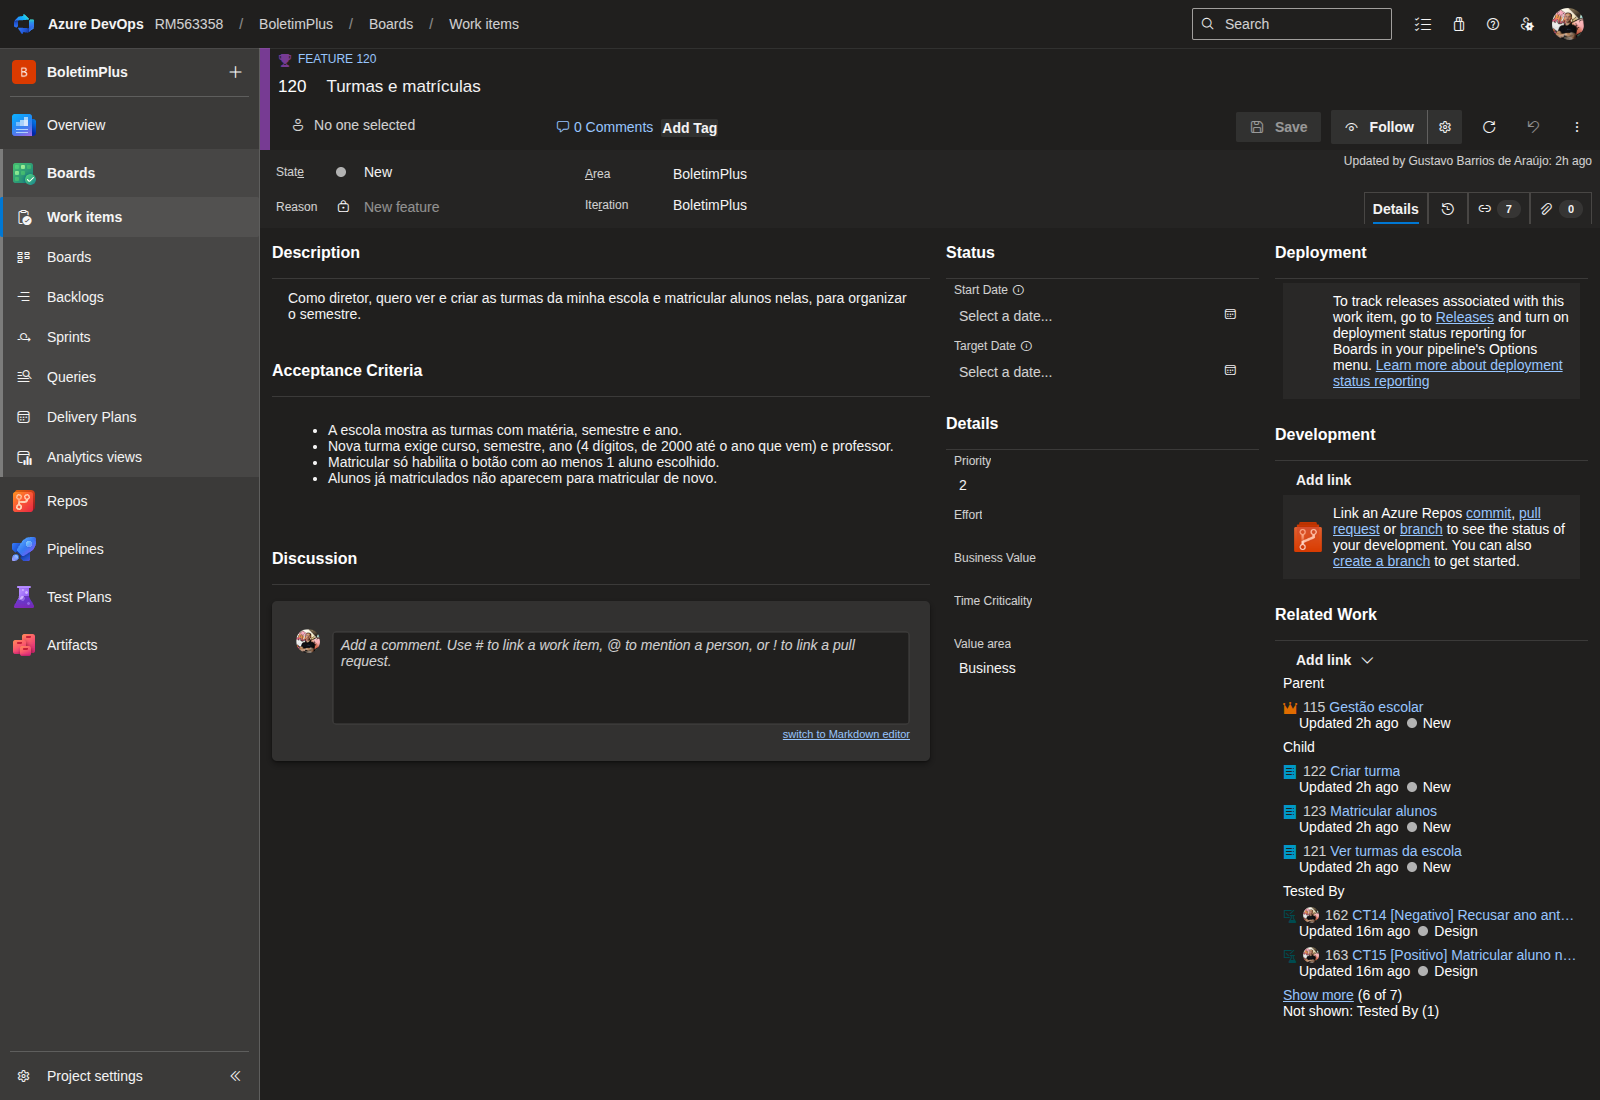 Azure DevOps RM563358 / BoletimPlus / Boards / Work items
Search
B BoletimPlus
Overview
Boards
Work items
Boards
Backlogs
Sprints
Queries
Delivery Plans
Analytics views
Repos
Pipelines
Test Plans
Artifacts
Project settings
FEATURE 120
120 Turmas e matrículas
No one selected
0 Comments
Add Tag
Save
Follow
Updated by Gustavo Barrios de Araújo: 2h ago
State
New
Area
BoletimPlus
Reason
New feature
Iteration
BoletimPlus
Details
7
0
Description
Como diretor, quero ver e criar as turmas da minha escola e matricular alunos nelas, para organizar
o semestre.
Acceptance Criteria
A escola mostra as turmas com matéria, semestre e ano.
Nova turma exige curso, semestre, ano (4 dígitos, de 2000 até o ano que vem) e professor.
Matricular só habilita o botão com ao menos 1 aluno escolhido.
Alunos já matriculados não aparecem para matricular de novo.
Discussion
Add a comment. Use # to link a work item, @ to mention a person, or ! to link a pull
request.
switch to Markdown editor
Status
Start Date
Select a date...
Target Date
Select a date...
Details
Priority
2
Effort
Business Value
Time Criticality
Value area
Business
Deployment
To track releases associated with this
work item, go to Releases and turn on
deployment status reporting for
Boards in your pipeline's Options
menu. Learn more about deployment
status reporting
Development
Add link
Link an Azure Repos commit, pull
request or branch to see the status of
your development. You can also
create a branch to get started.
Related Work
Add link
Parent
115 Gestão escolar
Updated 2h ago New
Child
122 Criar turma
Updated 2h ago New
123 Matricular alunos
Updated 2h ago New
121 Ver turmas da escola
Updated 2h ago New
Tested By
162 CT14 [Negativo] Recusar ano ant…
Updated 16m ago Design
163 CT15 [Positivo] Matricular aluno n…
Updated 16m ago Design
Show more (6 of 7)
Not shown: Tested By (1)